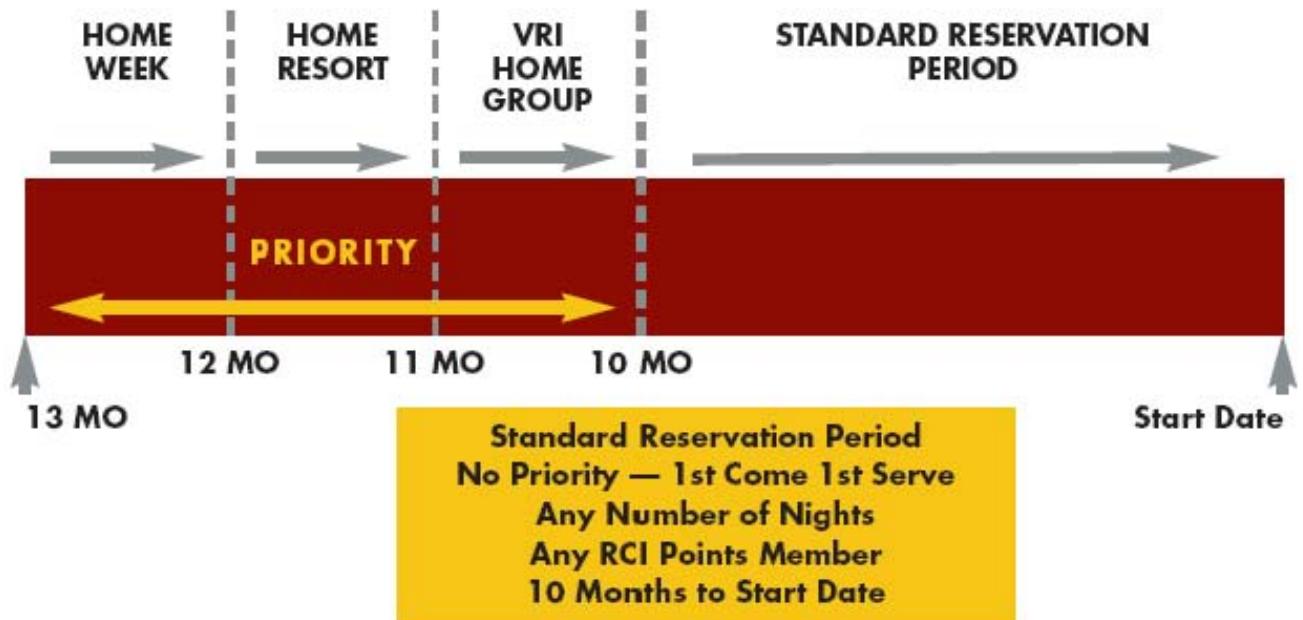 HOME
WEEK
HOME
RESORT
VRI
HOME
GROUP
STANDARD RESERVATION
PERIOD
PRIORITY
12 MO
11 MO
10 MO
13 MO
Start Date
Standard Reservation Period
No Priority — 1st Come 1st Serve
Any Number of Nights
Any RCI Points Member
10 Months to Start Date